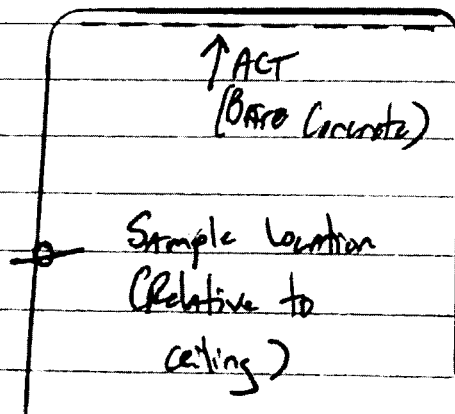 ↑ ACT
(Bare Concrete)
Sample Location
(Relative to
ceiling)